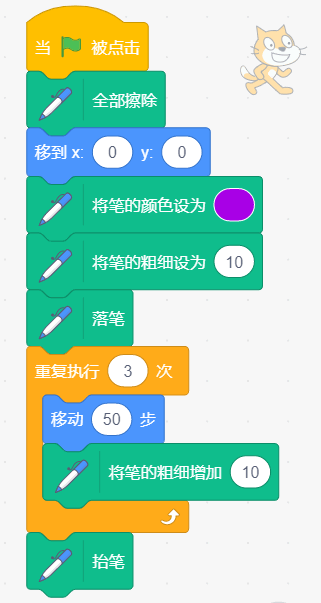 当 被点击
全部擦除
移到 x: 0 y: 0
将笔的颜色设为
将笔的粗细设为 10
落笔
重复执行 3 次
移动 50 步
将笔的粗细增加 10
抬笔